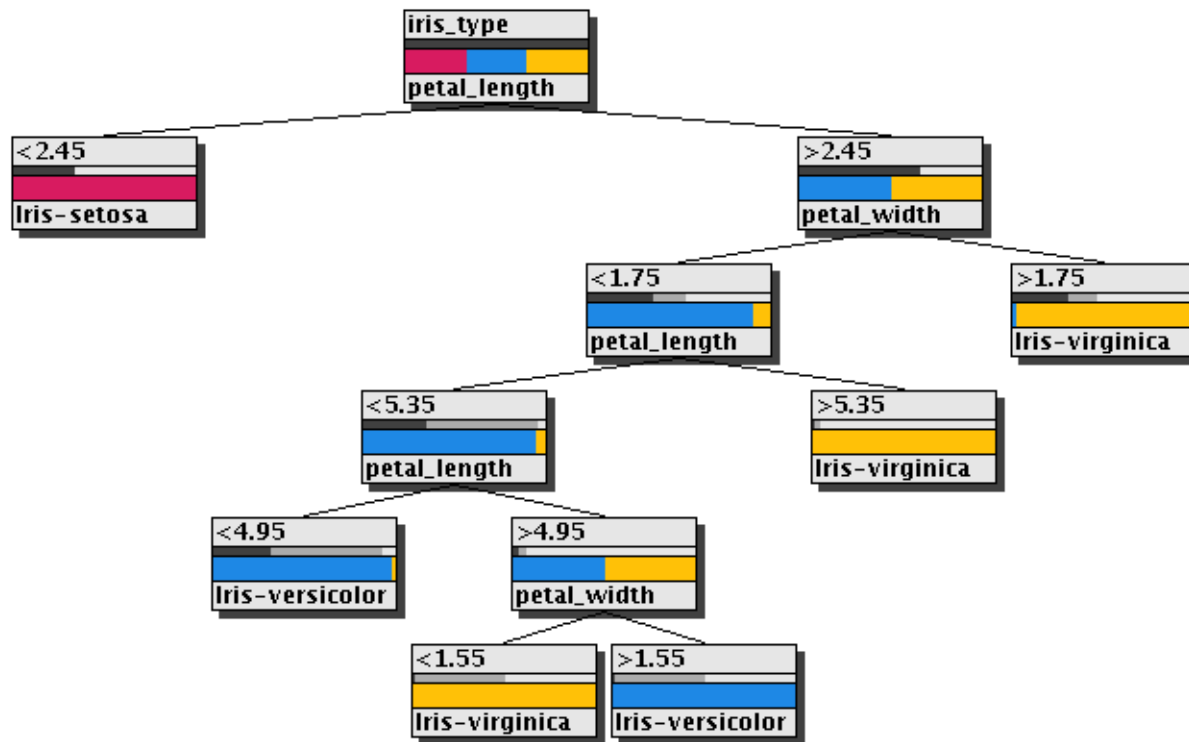 iris_type
petal_length
<2.45
Iris-setosa
>2.45
petal_width
<1.75
petal_length
>1.75
Iris-virginica
<5.35
petal_length
>5.35
Iris-virginica
<4.95
Iris-versicolor
>4.95
petal_width
<1.55
Iris-virginica
>1.55
Iris-versicolor